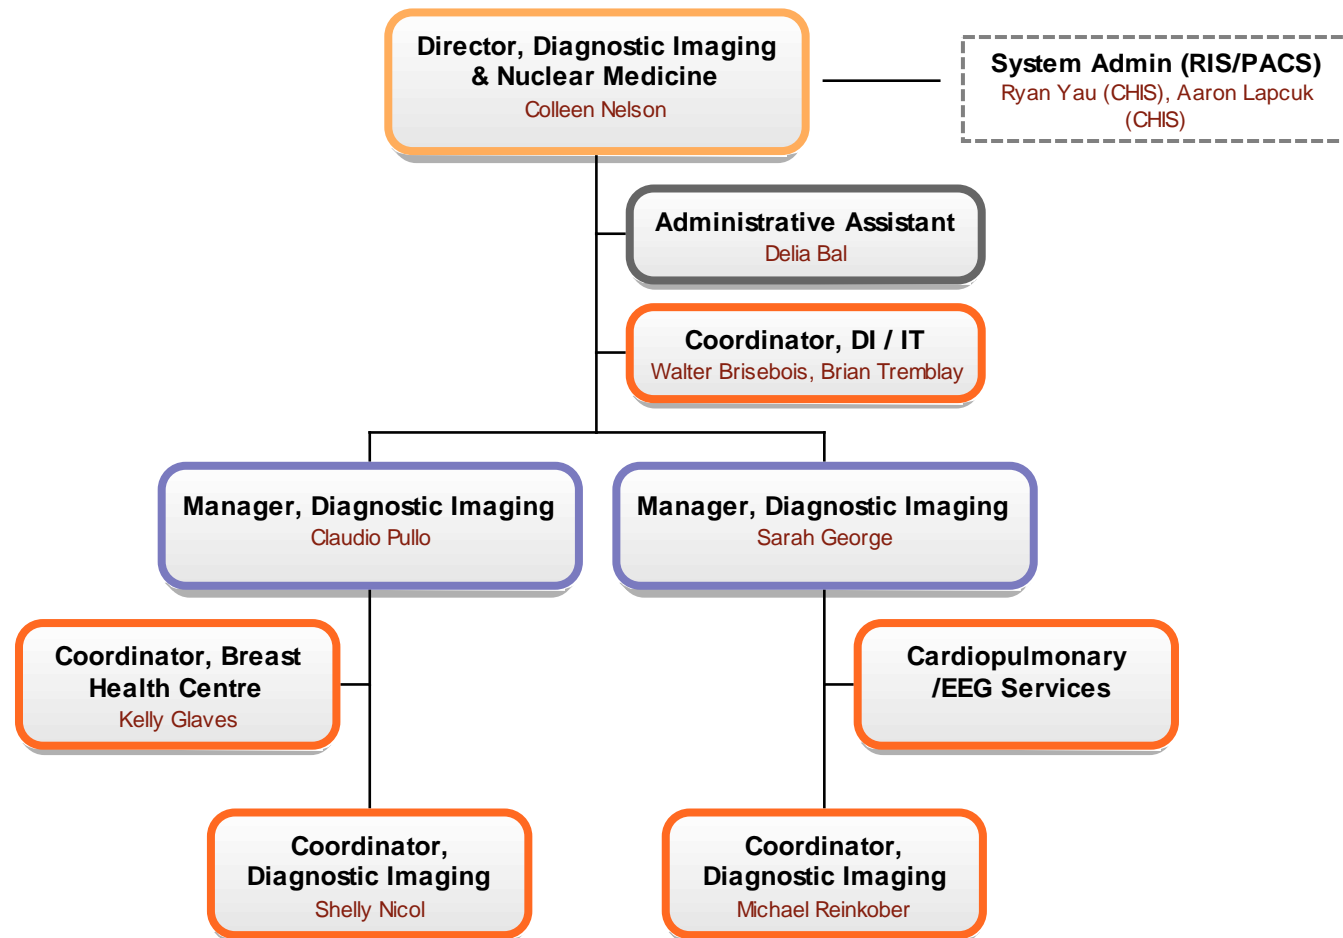 Director, Diagnostic Imaging
& Nuclear Medicine
Colleen Nelson
System Admin (RIS/PACS)
Ryan Yau (CHIS), Aaron Lapcuk
(CHIS)
Administrative Assistant
Delia Bal
Coordinator, DI / IT
Walter Brisebois, Brian Tremblay
Manager, Diagnostic Imaging
Claudio Pullo
Manager, Diagnostic Imaging
Sarah George
Coordinator, Breast
Health Centre
Kelly Glaves
Cardiopulmonary
/EEG Services
Coordinator,
Diagnostic Imaging
Shelly Nicol
Coordinator,
Diagnostic Imaging
Michael Reinkober